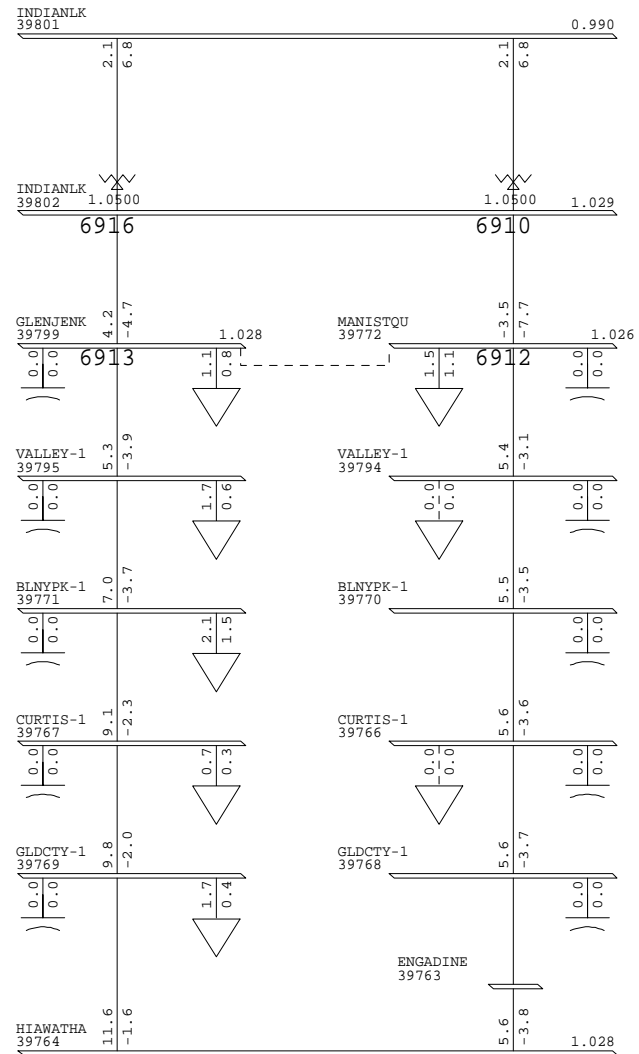 INDIANLK
39801 0.990
2.1 6.8 2.1 6.8
INDIANLK
39802 1.0500 1.0500 1.029
6916 6910
4.2 -4.7 -3.5 -7.7
GLENJENK MANISTQU
39799 1.028 39772 1.026
6913 6912
0.0 0.0 1.1 0.8 1.5 1.1 0.0 0.0
5.3 -3.9 5.4 -3.1
VALLEY-1 VALLEY-1
39795 39794
0.0 0.0 1.7 0.6 0.0 0.0 0.0 0.0
7.0 -3.7 5.5 -3.5
BLNYPK-1 BLNYPK-1
39771 39770
0.0 0.0 2.1 1.5 0.0 0.0
9.1 -2.3 5.6 -3.6
CURTIS-1 CURTIS-1
39767 39766
0.0 0.0 0.7 0.3 0.0 0.0 0.0 0.0
9.8 -2.0 5.6 -3.7
GLDCTY-1 GLDCTY-1
39769 39768
0.0 0.0 1.7 0.4 0.0 0.0
ENGADINE
39763
11.6 -1.6 5.6 -3.8
HIAWATHA
39764 1.028